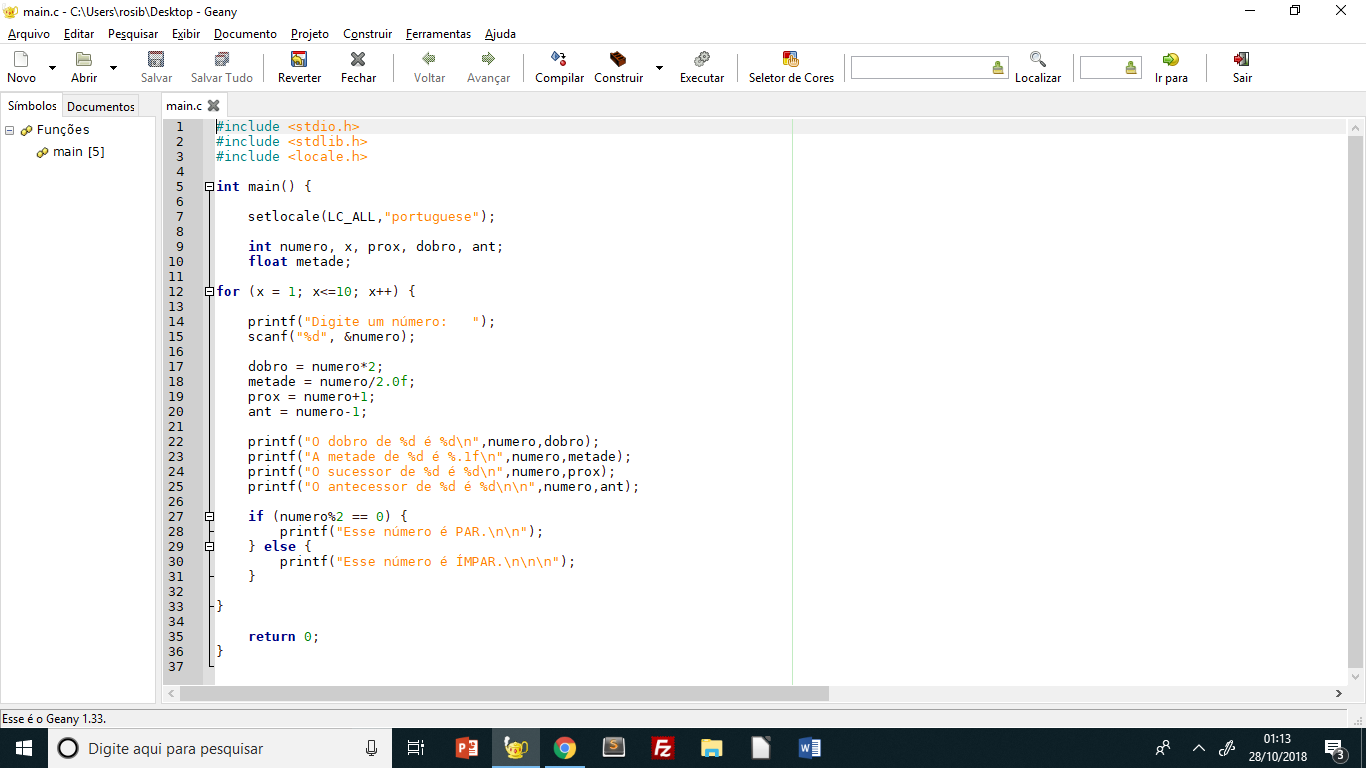 main.c - C:\Users\rosib\Desktop - Geany
Arquivo Editar Pesquisar Exibir Documento Projeto Construir Ferramentas Ajuda
Novo Abrir Salvar Salvar Tudo Reverter Fechar Voltar Avançar Compilar Construir Executar Seletor de Cores Localizar Ir para Sair
Símbolos Documentos main.c
Funções
main [5]
1 #include <stdio.h>
2 #include <stdlib.h>
3 #include <locale.h>
4
5 int main() {
6
7     setlocale(LC_ALL,"portuguese");
8
9     int numero, x, prox, dobro, ant;
10     float metade;
11
12 for (x = 1; x<=10; x++) {
13
14     printf("Digite um número:   ");
15     scanf("%d", &numero);
16
17     dobro = numero*2;
18     metade = numero/2.0f;
19     prox = numero+1;
20     ant = numero-1;
21
22     printf("O dobro de %d é %d\n",numero,dobro);
23     printf("A metade de %d é %.1f\n",numero,metade);
24     printf("O sucessor de %d é %d\n",numero,prox);
25     printf("O antecessor de %d é %d\n\n",numero,ant);
26
27     if (numero%2 == 0) {
28         printf("Esse número é PAR.\n\n");
29     } else {
30         printf("Esse número é ÍMPAR.\n\n\n");
31     }
32
33 }
34
35     return 0;
36 }
37
Esse é o Geany 1.33.
Digite aqui para pesquisar
01:13
28/10/2018
3